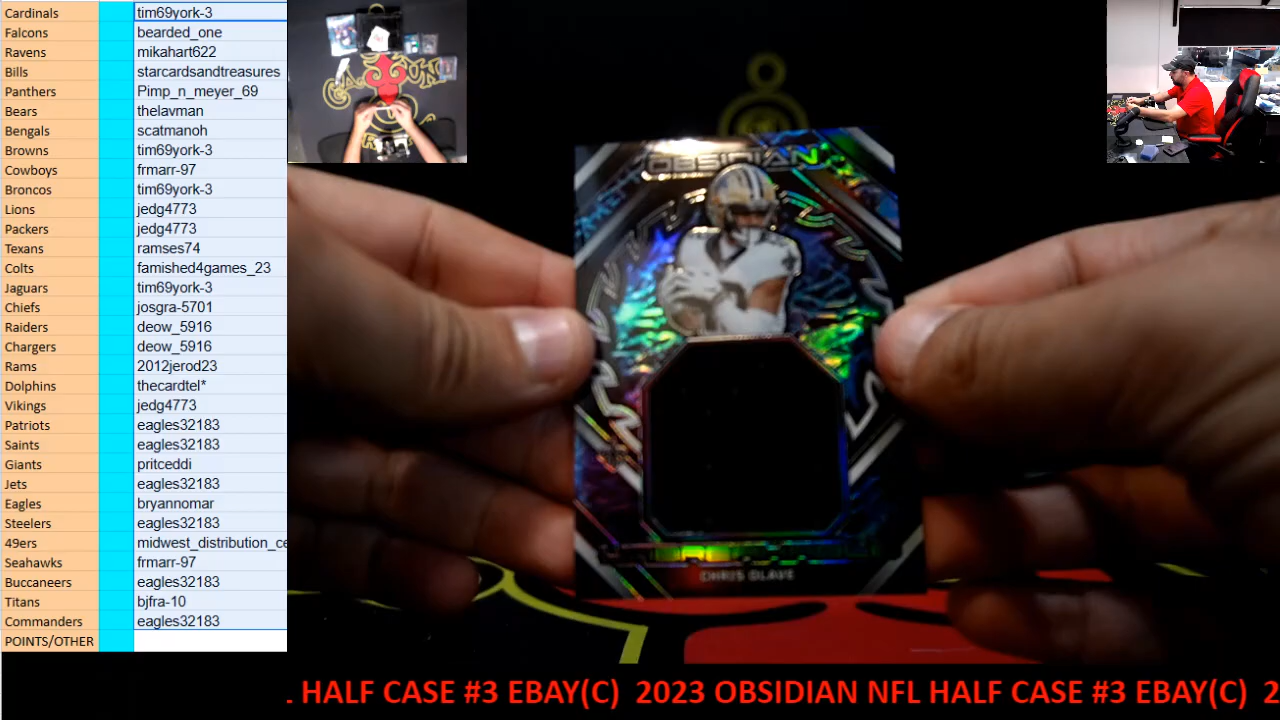 Cardinals tim69york-3
Falcons bearded_one
Ravens mikahart622
Bills starcardsandtreasures
Panthers Pimp_n_meyer_69
Bears thelavman
Bengals scatmanoh
Browns tim69york-3
Cowboys frmarr-97
Broncos tim69york-3
Lions jedg4773
Packers jedg4773
Texans ramses74
Colts famished4games_23
Jaguars tim69york-3
Chiefs josgra-5701
Raiders deow_5916
Chargers deow_5916
Rams 2012jerod23
Dolphins thecardtel*
Vikings jedg4773
Patriots eagles32183
Saints eagles32183
Giants pritceddi
Jets eagles32183
Eagles bryannomar
Steelers eagles32183
49ers midwest_distribution_ce
Seahawks frmarr-97
Buccaneers eagles32183
Titans bjfra-10
Commanders eagles32183
POINTS/OTHER
OBSIDIAN
CHRIS OLAVE
. HALF CASE #3 EBAY(C) 2023 OBSIDIAN NFL HALF CASE #3 EBAY(C) 2